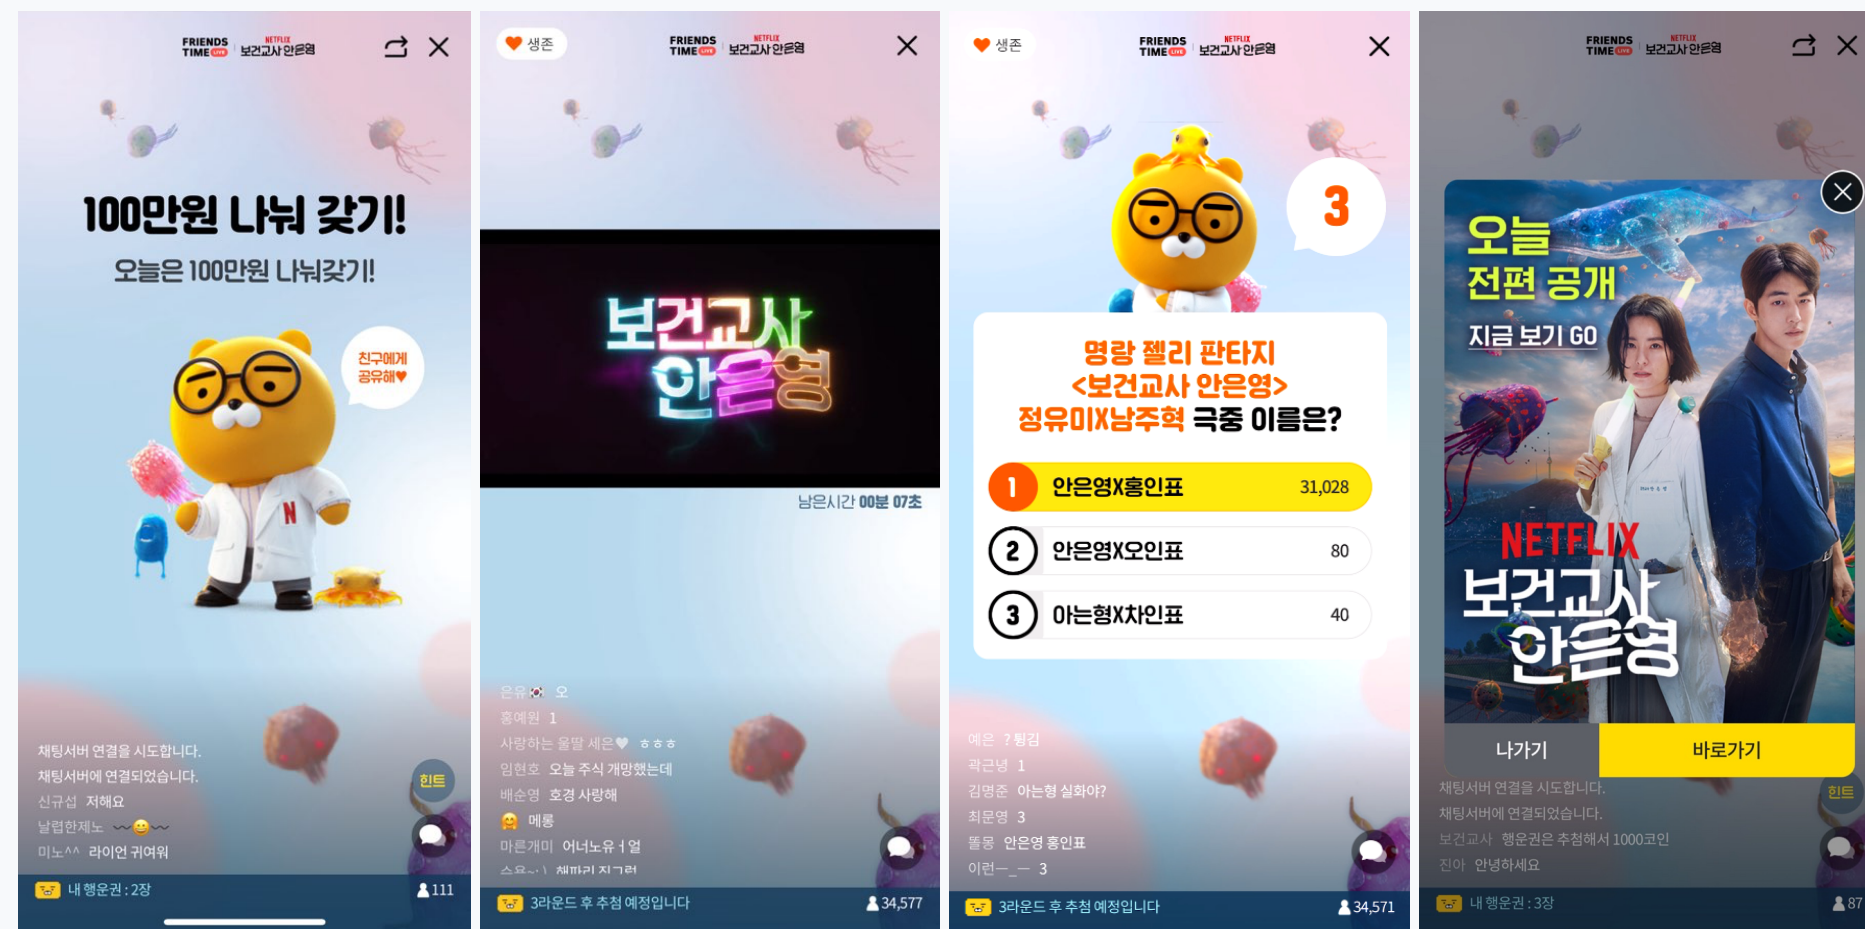 FRIENDS
TIME LIVE
NETFLIX
보건교사 안은영
100만원 나눠 갖기!
오늘은 100만원 나눠갖기!
친구에게
공유해♥
N
채팅서버 연결을 시도합니다.
채팅서버에 연결되었습니다.
신규섭 저해요
날렵한제노 〰😄〰
미노^^ 라이언 귀여워
힌트
내 행운권 : 2장
111
생존
FRIENDS
TIME LIVE
NETFLIX
보건교사 안은영
보건교사
안은영
남은시간 00분 07초
은유🇰🇷 오
홍예원 1
사랑하는 울딸 세은♥ ㅎㅎㅎ
임현호 오늘 주식 개망했는데
배순영 호경 사랑해
🤗 메롱
마른개미 어너노유ㅕ얼
3라운드 후 추첨 예정입니다
34,577
생존
FRIENDS
TIME LIVE
NETFLIX
보건교사 안은영
3
명랑 젤리 판타지
<보건교사 안은영>
정유미X남주혁 극중 이름은?
1 안은영X홍인표 31,028
2 안은영X오인표 80
3 아는형X차인표 40
예은 ? 튕김
곽근녕 1
김명준 아는형 실화야?
최문영 3
똘몽 안은영 홍인표
이런ㅡ_ㅡ 3
3라운드 후 추첨 예정입니다
34,571
FRIENDS
TIME LIVE
NETFLIX
보건교사 안은영
오늘
전편 공개
지금 보기 GO
NETFLIX
보건교사
안은영
나가기
바로가기
채팅서버 연결을 시도합니다.
채팅서버에 연결되었습니다.
보건교사 행운권은 추첨해서 1000코인
진아 안녕하세요
힌트
내 행운권 : 3장
87